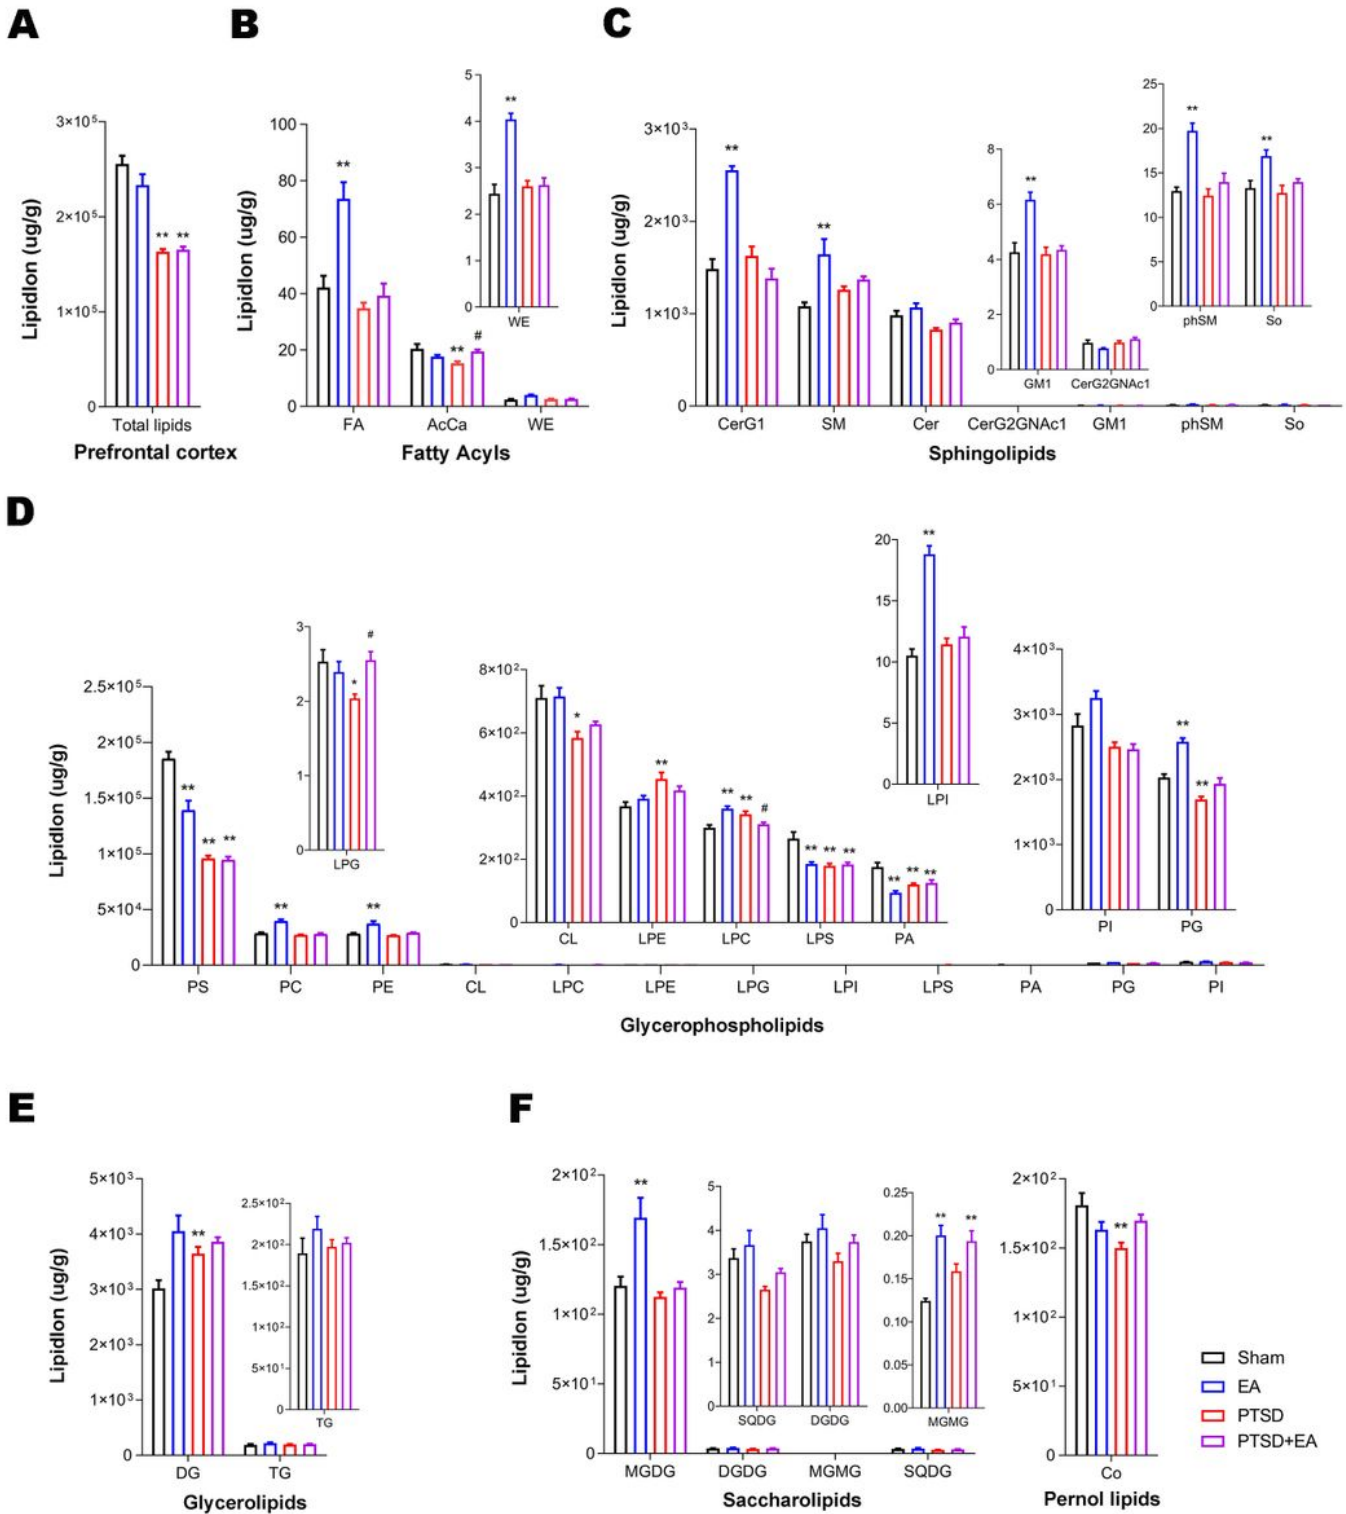 A
B
C
Lipidlon (ug/g)
3×10⁵
2×10⁵
1×10⁵
0
** **
Total lipids
Prefrontal cortex
Lipidlon (ug/g)
100
80
60
40
20
0
**
**
#
FA AcCa WE
Fatty Acyls
5
4
3
2
1
0
**
WE
Lipidlon (ug/g)
3×10³
2×10³
1×10³
0
**
**
CerG1 SM Cer CerG2GNAc1 GM1 phSM So
Sphingolipids
8
6
4
2
0
**
GM1 CerG2GNAc1
25
20
15
10
5
0
**
**
phSM So
D
Lipidlon (ug/g)
2.5×10⁵
2×10⁵
1.5×10⁵
1×10⁵
5×10⁴
0
**
** **
**
**
PS PC PE CL LPC LPE LPG LPI LPS PA PG PI
Glycerophospholipids
3
2
1
0
*
#
LPG
8×10²
6×10²
4×10²
2×10²
0
*
**
** ** #
** ** **
** ** **
CL LPE LPC LPS PA
20
15
10
5
0
**
LPI
4×10³
3×10³
2×10³
1×10³
0
**
**
PI PG
E
Lipidlon (ug/g)
5×10³
4×10³
3×10³
2×10³
1×10³
0
**
DG TG
Glycerolipids
2.5×10²
2×10²
1.5×10²
1×10²
5×10¹
0
TG
F
Lipidlon (ug/g)
2×10²
1.5×10²
1×10²
5×10¹
0
**
MGDG DGDG MGMG SQDG
Saccharolipids
5
4
3
2
1
0
SQDG DGDG
0.25
0.20
0.15
0.10
0.05
0.00
** **
MGMG
2×10²
1.5×10²
1×10²
5×10¹
0
**
Co
Pernol lipids
Sham
EA
PTSD
PTSD+EA